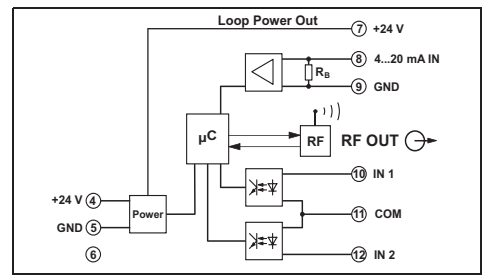 Loop Power Out
7 +24 V
8 4...20 mA IN
RB
9 GND
µC
RF
RF OUT
10 IN 1
+24 V 4
Power
11 COM
GND 5
6
12 IN 2